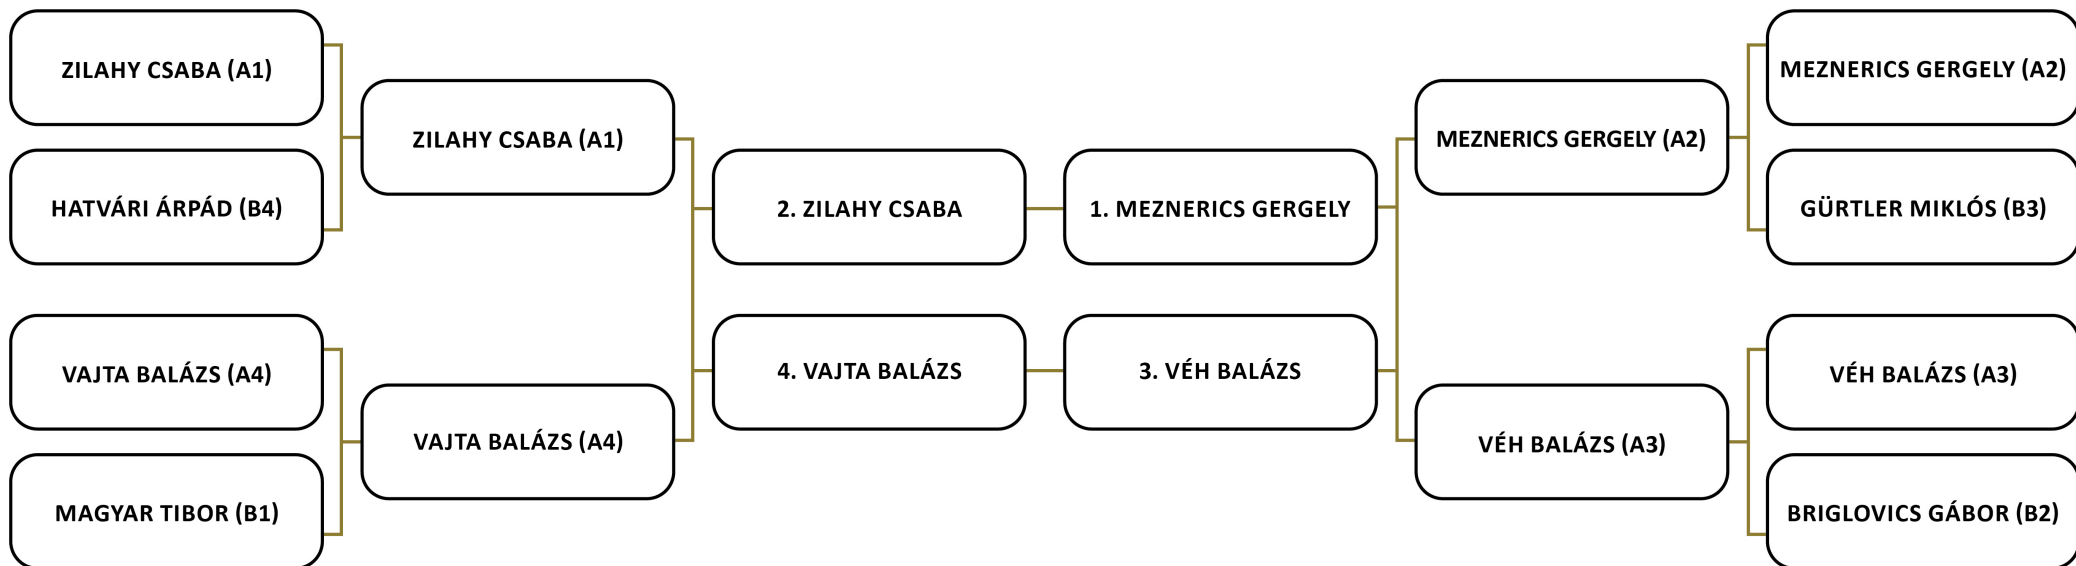 ZILAHY CSABA (A1)
HATVÁRI ÁRPÁD (B4)
VAJTA BALÁZS (A4)
MAGYAR TIBOR (B1)
ZILAHY CSABA (A1)
VAJTA BALÁZS (A4)
2. ZILAHY CSABA
4. VAJTA BALÁZS
1. MEZNERICS GERGELY
3. VÉH BALÁZS
MEZNERICS GERGELY (A2)
VÉH BALÁZS (A3)
MEZNERICS GERGELY (A2)
GÜRTLER MIKLÓS (B3)
VÉH BALÁZS (A3)
BRIGLOVICS GÁBOR (B2)